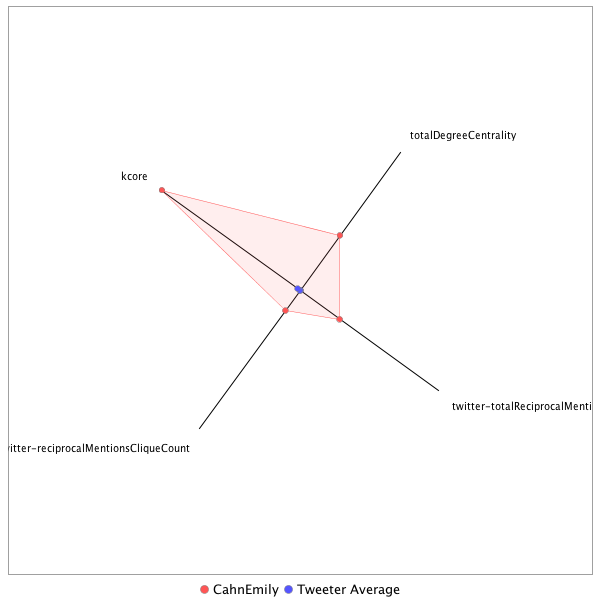 totalDegreeCentrality
kcore
twitter-totalReciprocalMenti
itter-reciprocalMentionsCliqueCount
CahnEmily
Tweeter Average